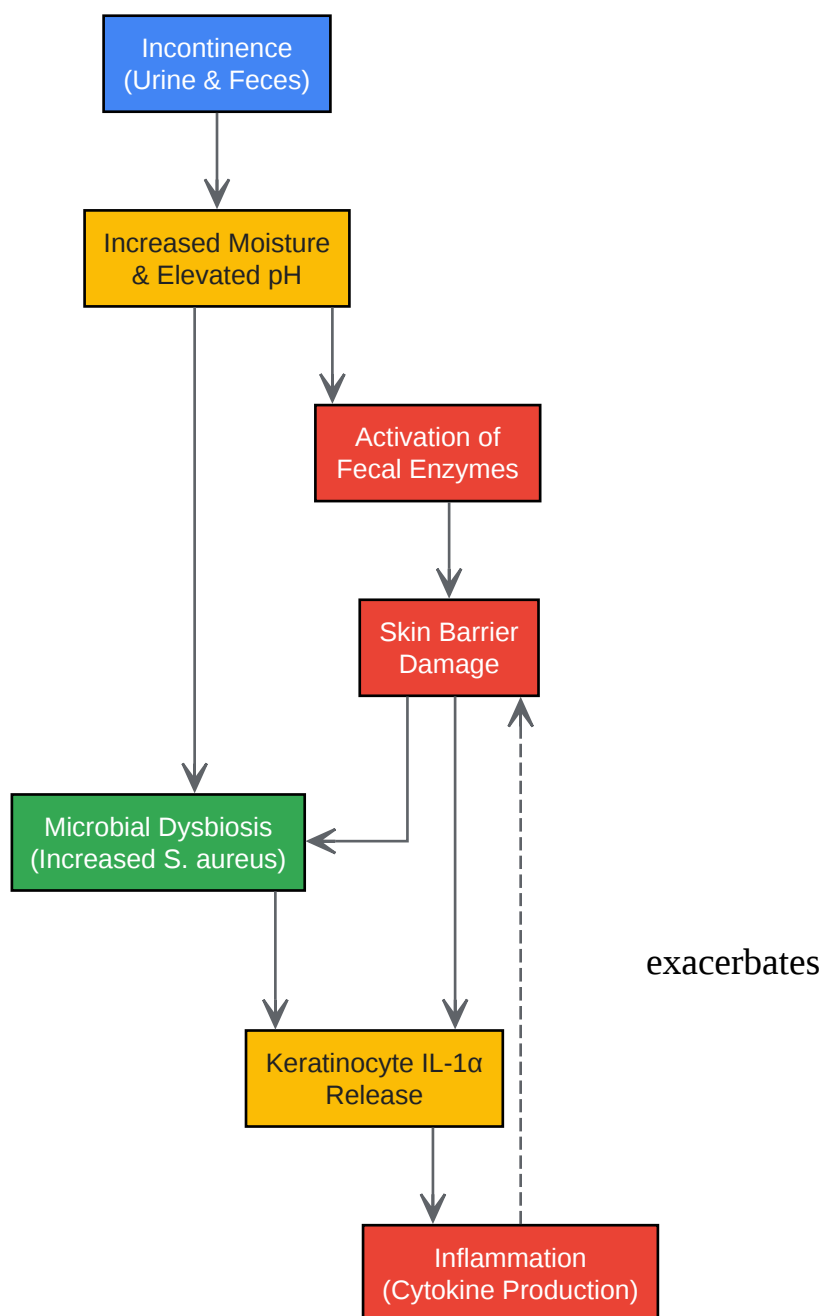 Incontinence
(Urine & Feces)
Increased Moisture
& Elevated pH
Activation of
Fecal Enzymes
Skin Barrier
Damage
Microbial Dysbiosis
(Increased S. aureus)
exacerbates
Keratinocyte IL-1α
Release
Inflammation
(Cytokine Production)